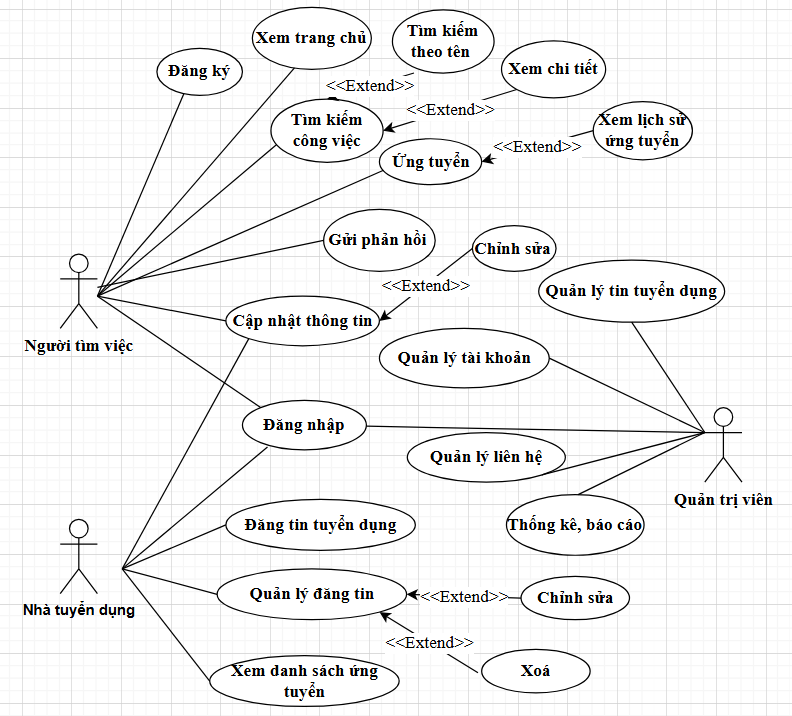 Xem trang chủ
Tìm kiếm
theo tên
Đăng ký
Xem chi tiết
<<Extend>>
<<Extend>>
Tìm kiếm
công việc
Xem lịch sử
ứng tuyển
<<Extend>>
Ứng tuyển
Gửi phản hồi
Chỉnh sửa
<<Extend>>
Quản lý tin tuyển dụng
Cập nhật thông tin
Người tìm việc
Quản lý tài khoản
Đăng nhập
Quản lý liên hệ
Quản trị viên
Đăng tin tuyển dụng
Thống kê, báo cáo
Quản lý đăng tin
<<Extend>>
Chỉnh sửa
Nhà tuyển dụng
<<Extend>>
Xem danh sách ứng
tuyển
Xoá